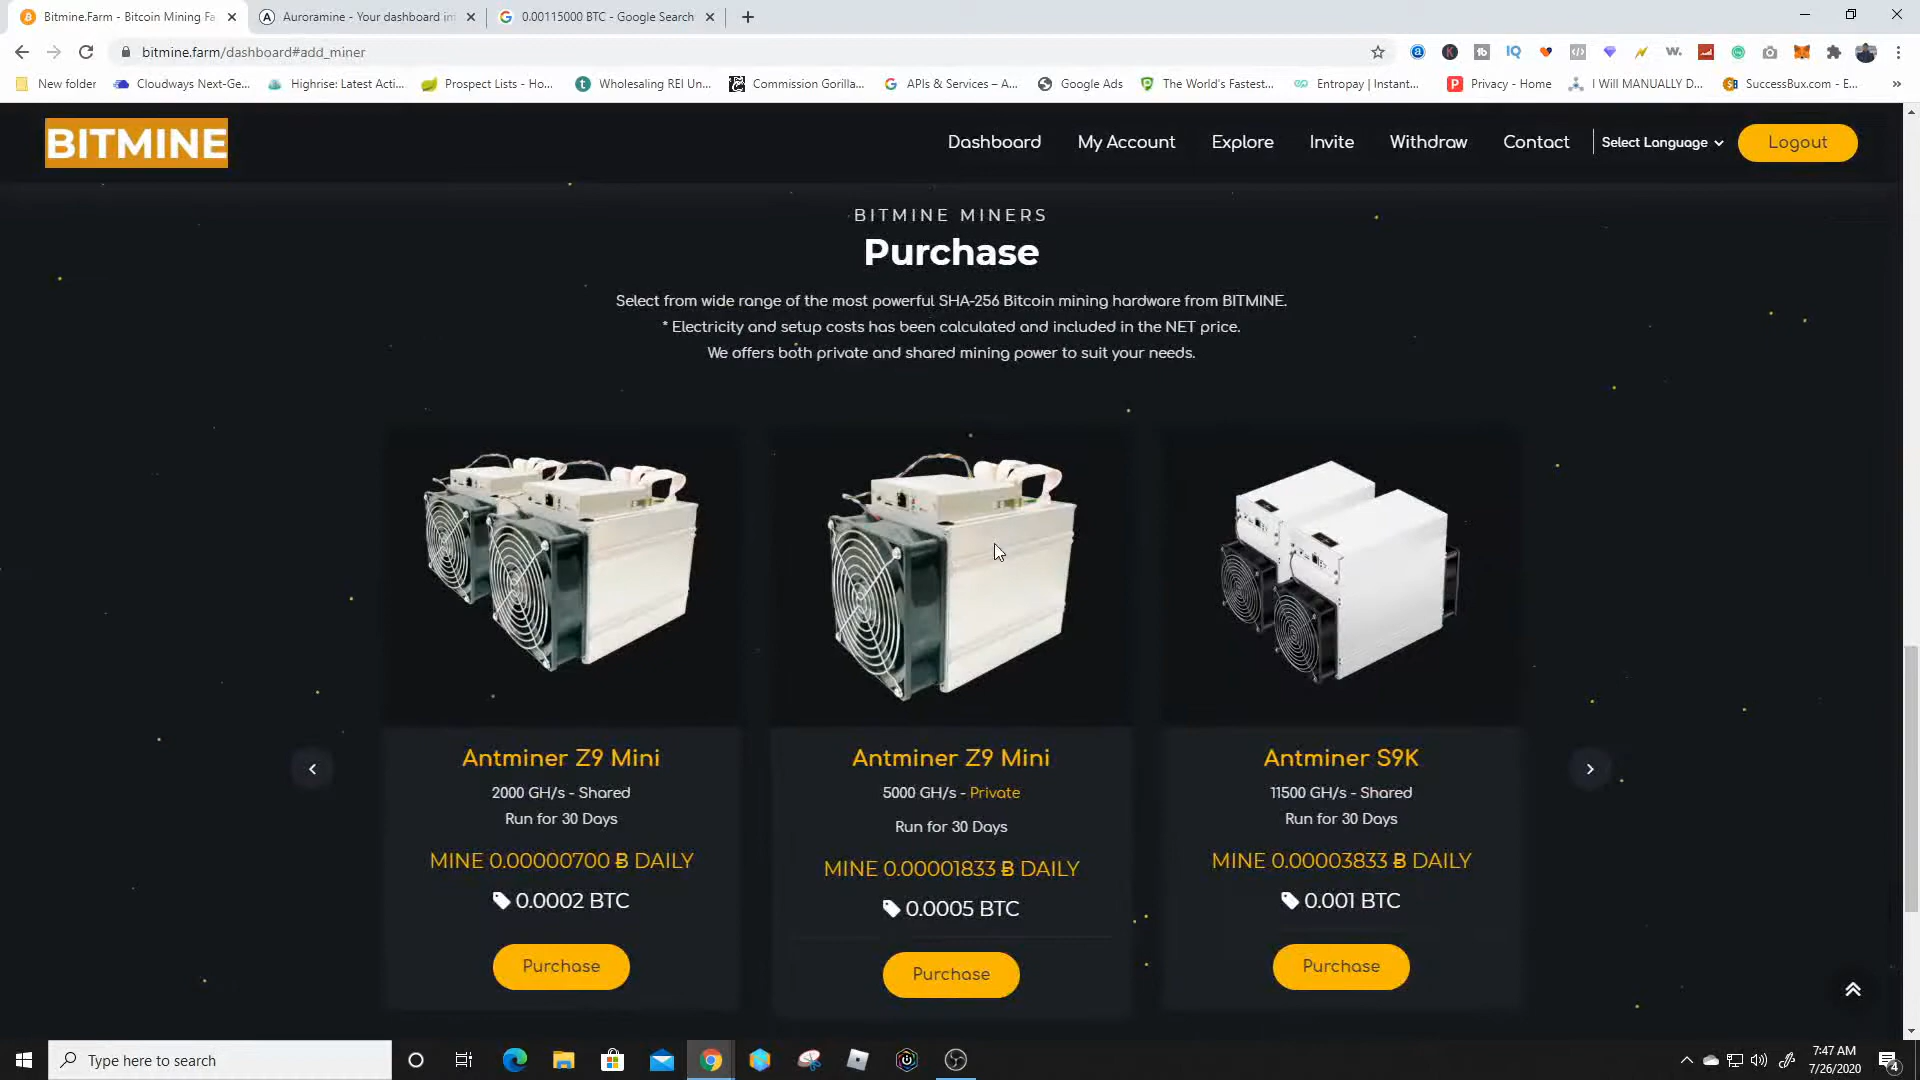 Bitmine.Farm - Bitcoin Mining Fa
Auroramine - Your dashboard in
0.00115000 BTC - Google Search
bitmine.farm/dashboard#add_miner
New folder
Cloudways Next-Ge...
Highrise: Latest Acti...
Prospect Lists - Ho...
Wholesaling REI Un...
Commission Gorilla...
APIs & Services – A...
Google Ads
The World's Fastest...
Entropay | Instant...
Privacy - Home
I Will MANUALLY D...
SuccessBux.com - E...
BITMINE
Dashboard
My Account
Explore
Invite
Withdraw
Contact
Select Language
Logout
BITMINE MINERS
Purchase
Select from wide range of the most powerful SHA-256 Bitcoin mining hardware from BITMINE.
* Electricity and setup costs has been calculated and included in the NET price.
We offers both private and shared mining power to suit your needs.
Antminer Z9 Mini
2000 GH/s - Shared
Run for 30 Days
MINE 0.00000700 Ƀ DAILY
0.0002 BTC
Purchase
Antminer Z9 Mini
5000 GH/s - Private
Run for 30 Days
MINE 0.00001833 Ƀ DAILY
0.0005 BTC
Purchase
Antminer S9K
11500 GH/s - Shared
Run for 30 Days
MINE 0.00003833 Ƀ DAILY
0.001 BTC
Purchase
Type here to search
7:47 AM
7/26/2020
4